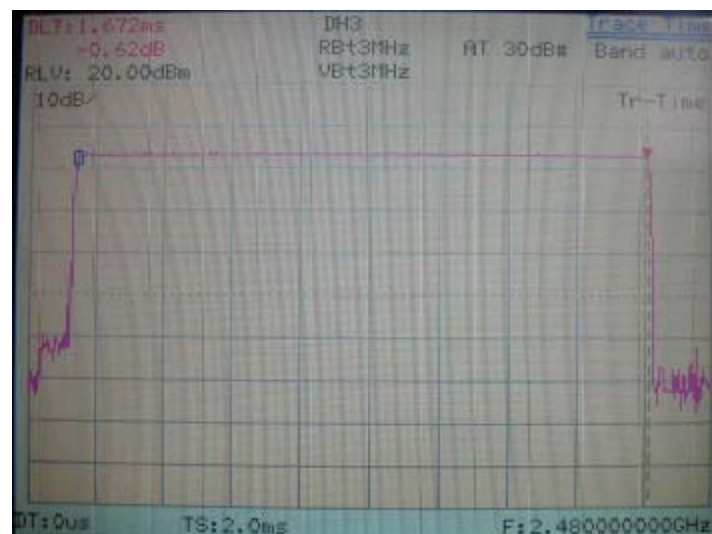 DLT:1.672ms
-0.62dB
RLV: 20.00dBm
10dB/
DH3
RBt3MHz
VBt3MHz
AT 30dB#
Trace Time
Band auto
Tr-Time
DT:0us
TS:2.0ms
F:2.480000000GHz